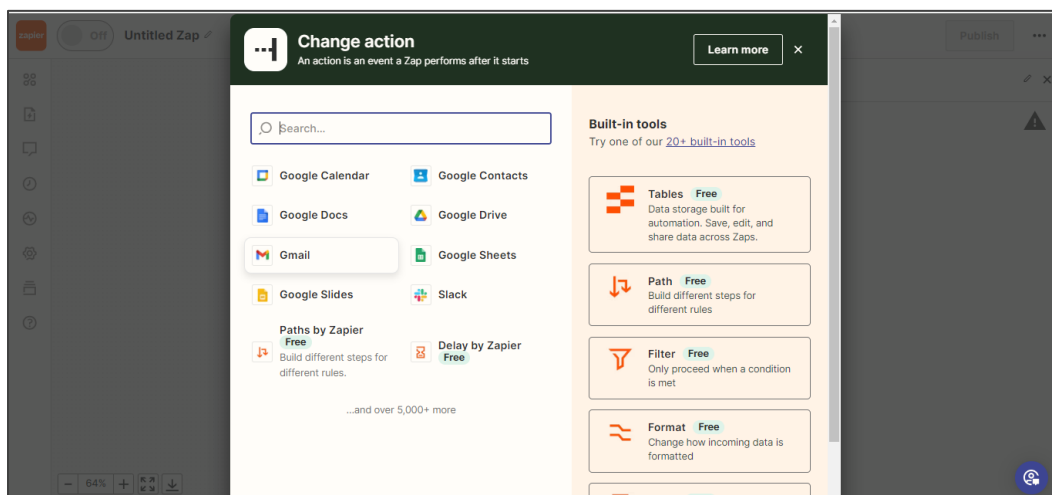 zapier
Off
Untitled Zap
Publish
Change action
An action is an event a Zap performs after it starts
Learn more
Search...
Google Calendar
Google Contacts
Google Docs
Google Drive
Gmail
Google Sheets
Google Slides
Slack
Paths by Zapier
Free
Build different steps for
different rules.
Delay by Zapier
Free
...and over 5,000+ more
Built-in tools
Try one of our 20+ built-in tools
Tables Free
Data storage built for
automation. Save, edit, and
share data across Zaps.
Path Free
Build different steps for
different rules
Filter Free
Only proceed when a condition
is met
Format Free
Change how incoming data is
formatted
64%